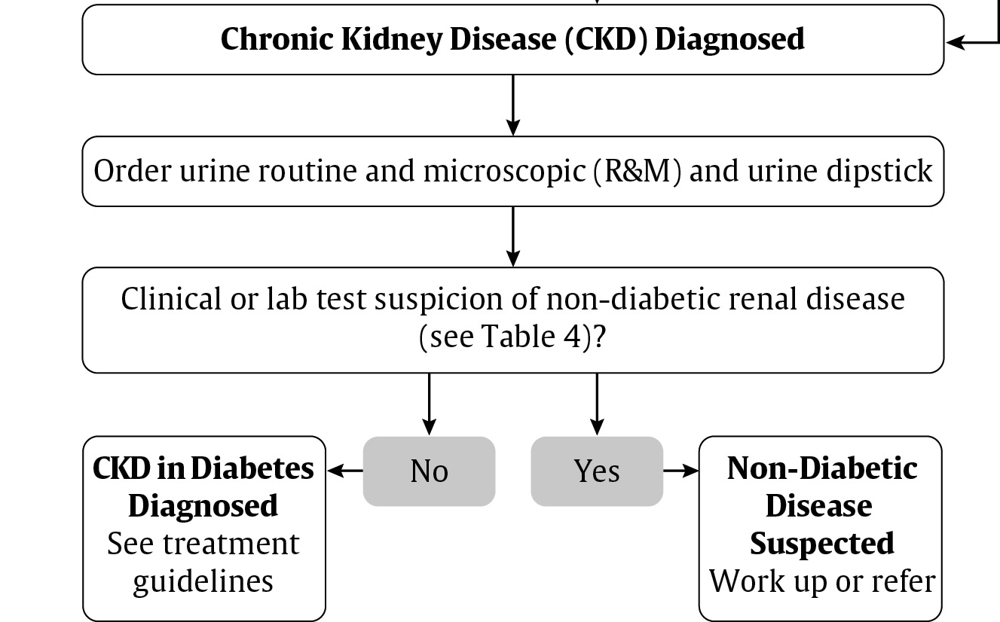 Chronic Kidney Disease (CKD) Diagnosed
Order urine routine and microscopic (R&M) and urine dipstick
Clinical or lab test suspicion of non-diabetic renal disease
(see Table 4)?
No
Yes
CKD in Diabetes
Diagnosed
See treatment
guidelines
Non-Diabetic
Disease
Suspected
Work up or refer